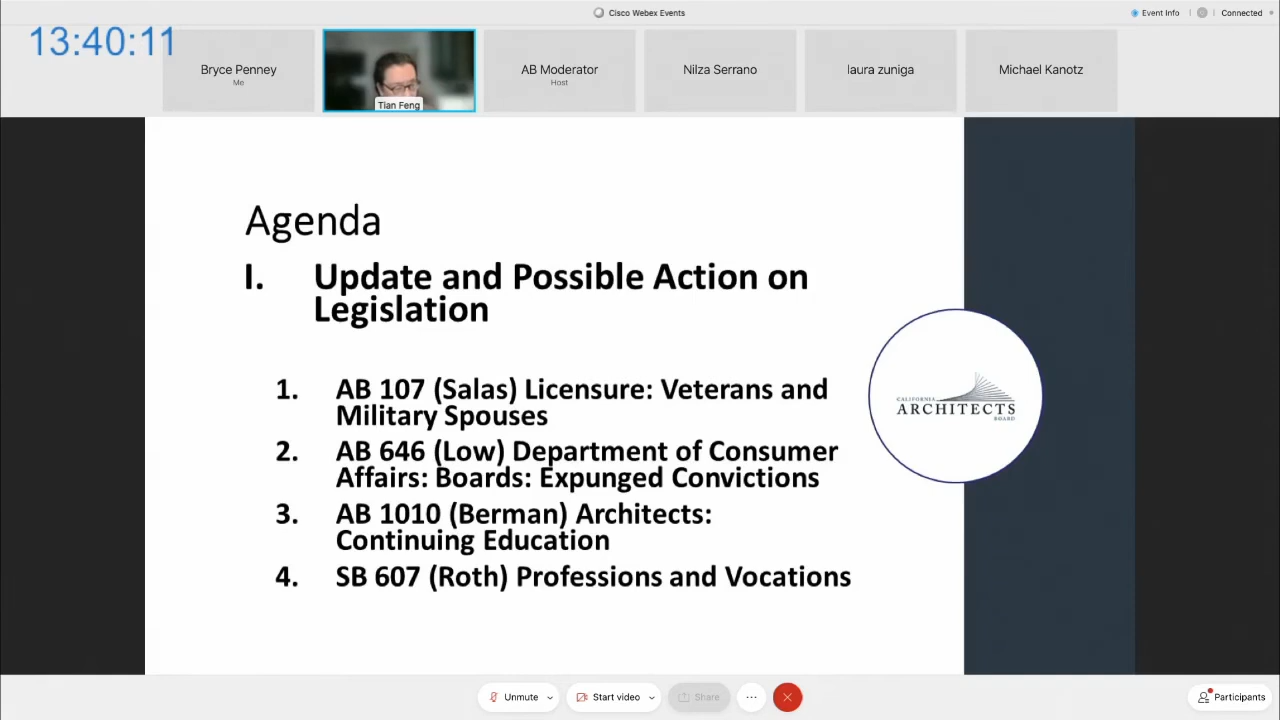 Cisco Webex Events
Event Info
Connected
13:40:11
Bryce Penney
Me
Tian Feng
AB Moderator
Host
Nilza Serrano
laura zuniga
Michael Kanotz
Agenda
I. Update and Possible Action on
Legislation
1. AB 107 (Salas) Licensure: Veterans and
Military Spouses
2. AB 646 (Low) Department of Consumer
Affairs: Boards: Expunged Convictions
3. AB 1010 (Berman) Architects:
Continuing Education
4. SB 607 (Roth) Professions and Vocations
CALIFORNIA
ARCHITECTS
BOARD
Unmute
Start video
Share
Participants